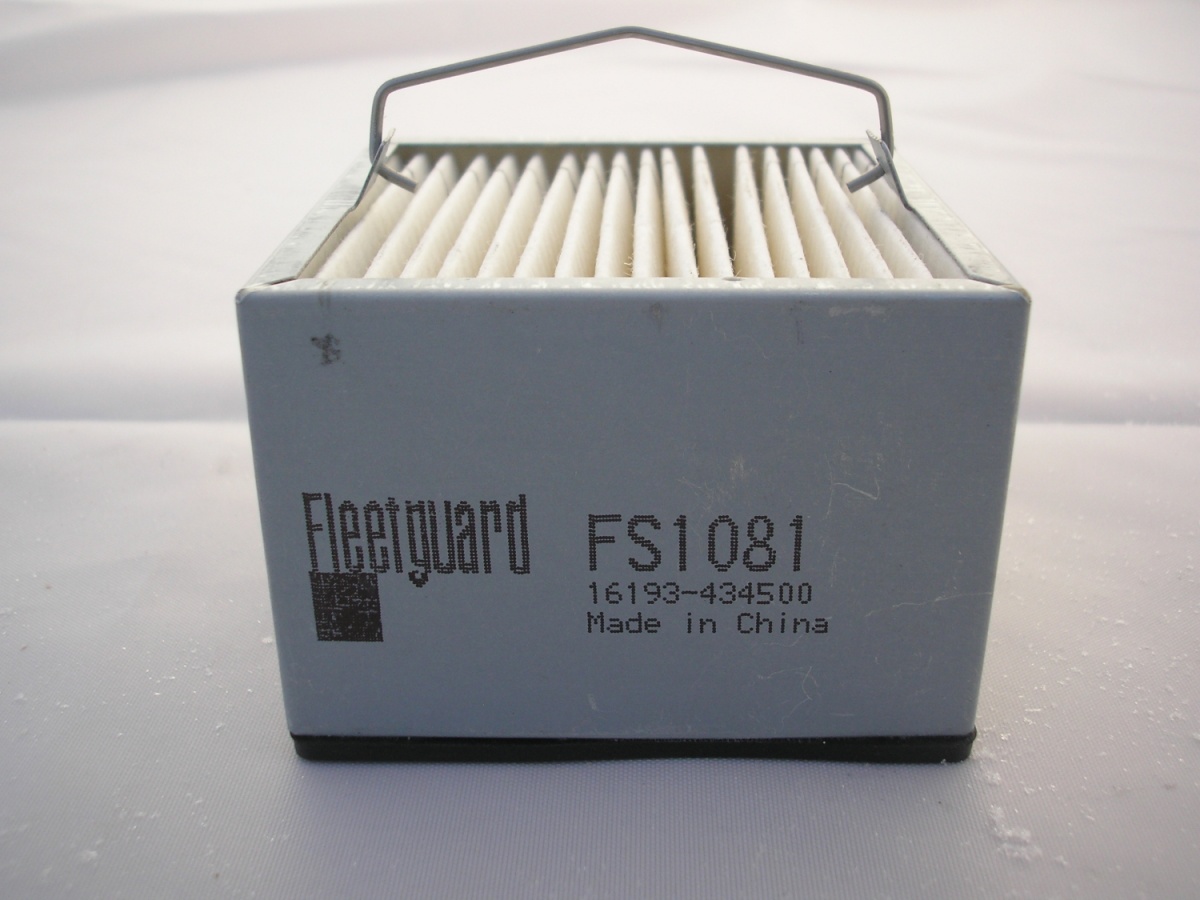 Fleetguard
FS1081
16193-434500
Made in China